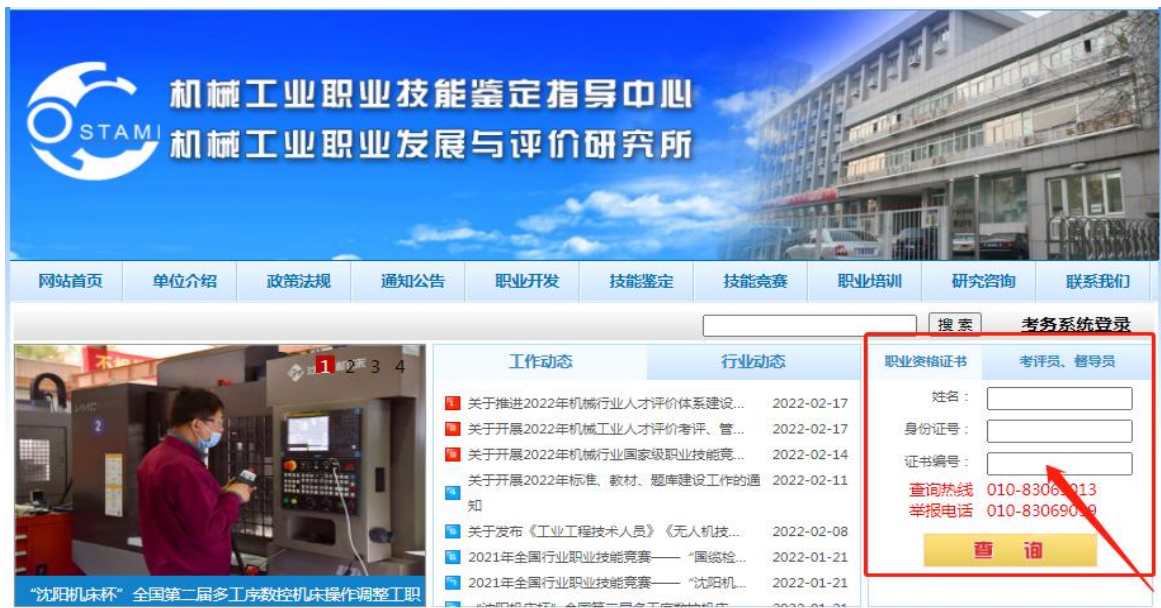 OSTAMI
机械工业职业技能鉴定指导中心
机械工业职业发展与评价研究所
网站首页 单位介绍 政策法规 通知公告 职业开发 技能鉴定 技能竞赛 职业培训 研究咨询 联系我们
搜 索 考务系统登录
1 2 3 4
2
工作动态 行业动态
关于推进2022年机械行业人才评价体系建设... 2022-02-17
关于开展2022年机械工业人才评价考评、管... 2022-02-17
关于开展2022年机械行业国家级职业技能竞... 2022-02-14
关于开展2022年标准、教材、题库建设工作的通知 2022-02-11
关于发布《工业工程技术人员》《无人机技... 2022-02-08
2021年全国行业职业技能竞赛——“国缆检... 2022-01-21
2021年全国行业职业技能竞赛——“沈阳机... 2022-01-21
“沈阳机床杯”全国第二届多工序数控机床操作调整工职
职业资格证书 考评员、督导员
姓名：
身份证号：
证书编号：
查询热线 010-83069013
举报电话 010-83069099
查 询